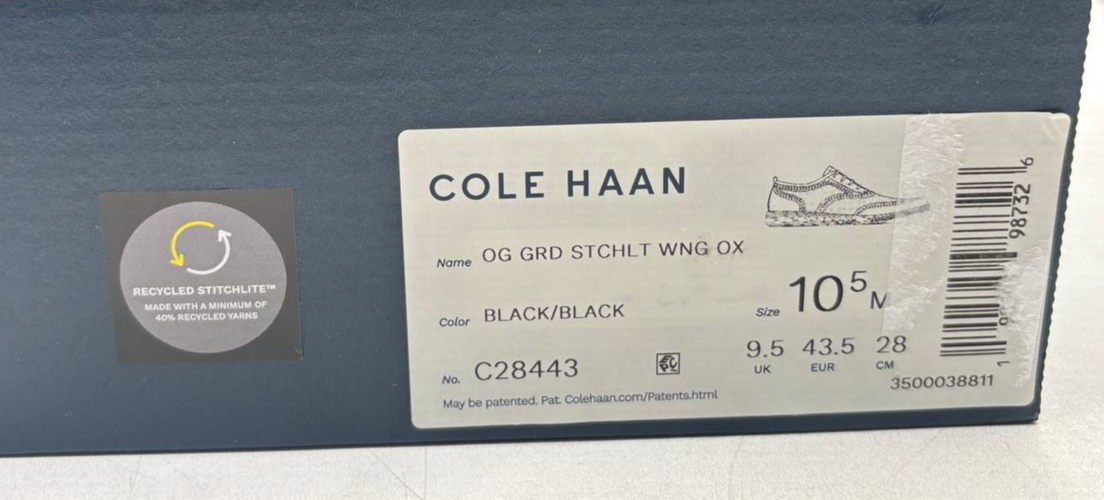 RECYCLED STITCHLITE™
MADE WITH A MINIMUM OF
40% RECYCLED YARNS
COLE HAAN
Name OG GRD STCHLT WNG OX
Color BLACK/BLACK
Size 10⁵ M
No. C28443
9.5 43.5 28
UK EUR CM
May be patented. Pat. Colehaan.com/Patents.html
3500038811
98732 6
1